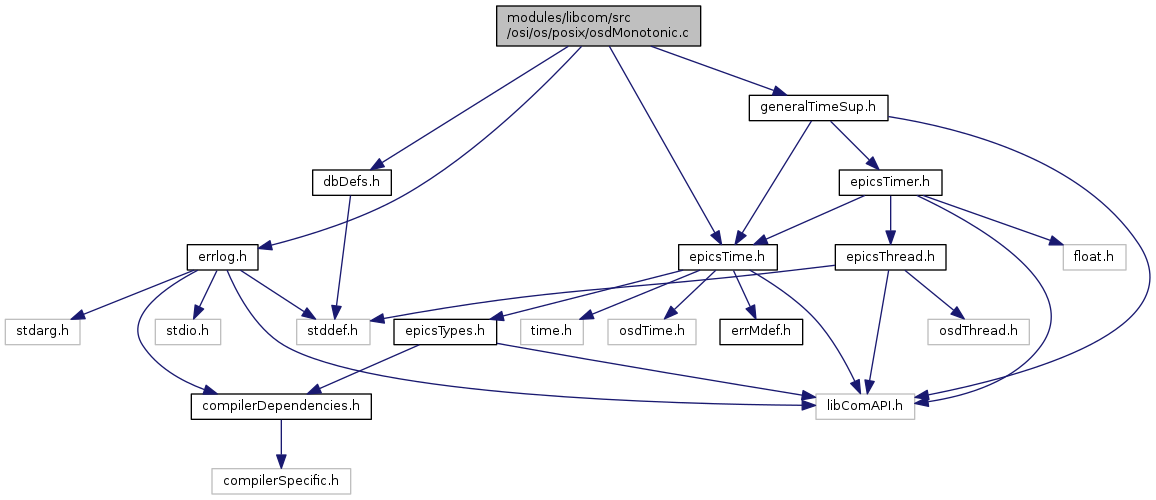 modules/libcom/src
/osi/os/posix/osdMonotonic.c
generalTimeSup.h
dbDefs.h
epicsTimer.h
errlog.h
epicsTime.h
epicsThread.h
float.h
stdarg.h
stdio.h
stddef.h
epicsTypes.h
time.h
osdTime.h
errMdef.h
osdThread.h
compilerDependencies.h
libComAPI.h
compilerSpecific.h